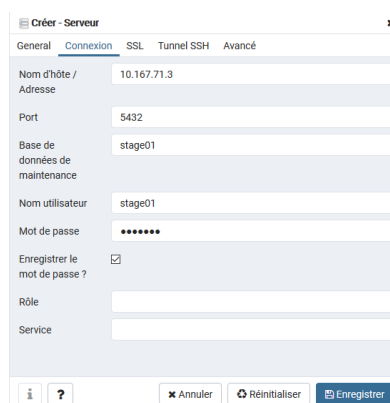 Créer - Serveur
General Connexion SSL Tunnel SSH Avancé
Nom d'hôte /
Adresse
10.167.71.3
Port
5432
Base de
données de
maintenance
stage01
Nom utilisateur
stage01
Mot de passe
•••••••
Enregistrer le
mot de passe ?
Rôle
Service
i ? Annuler Réinitialiser Enregistrer